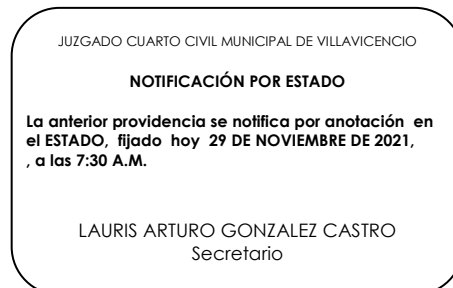 JUZGADO CUARTO CIVIL MUNICIPAL DE VILLAVICENCIO
NOTIFICACIÓN POR ESTADO
La anterior providencia se notifica por anotación en
el ESTADO, fijado hoy 29 DE NOVIEMBRE DE 2021,
, a las 7:30 A.M.
LAURIS ARTURO GONZALEZ CASTRO
Secretario